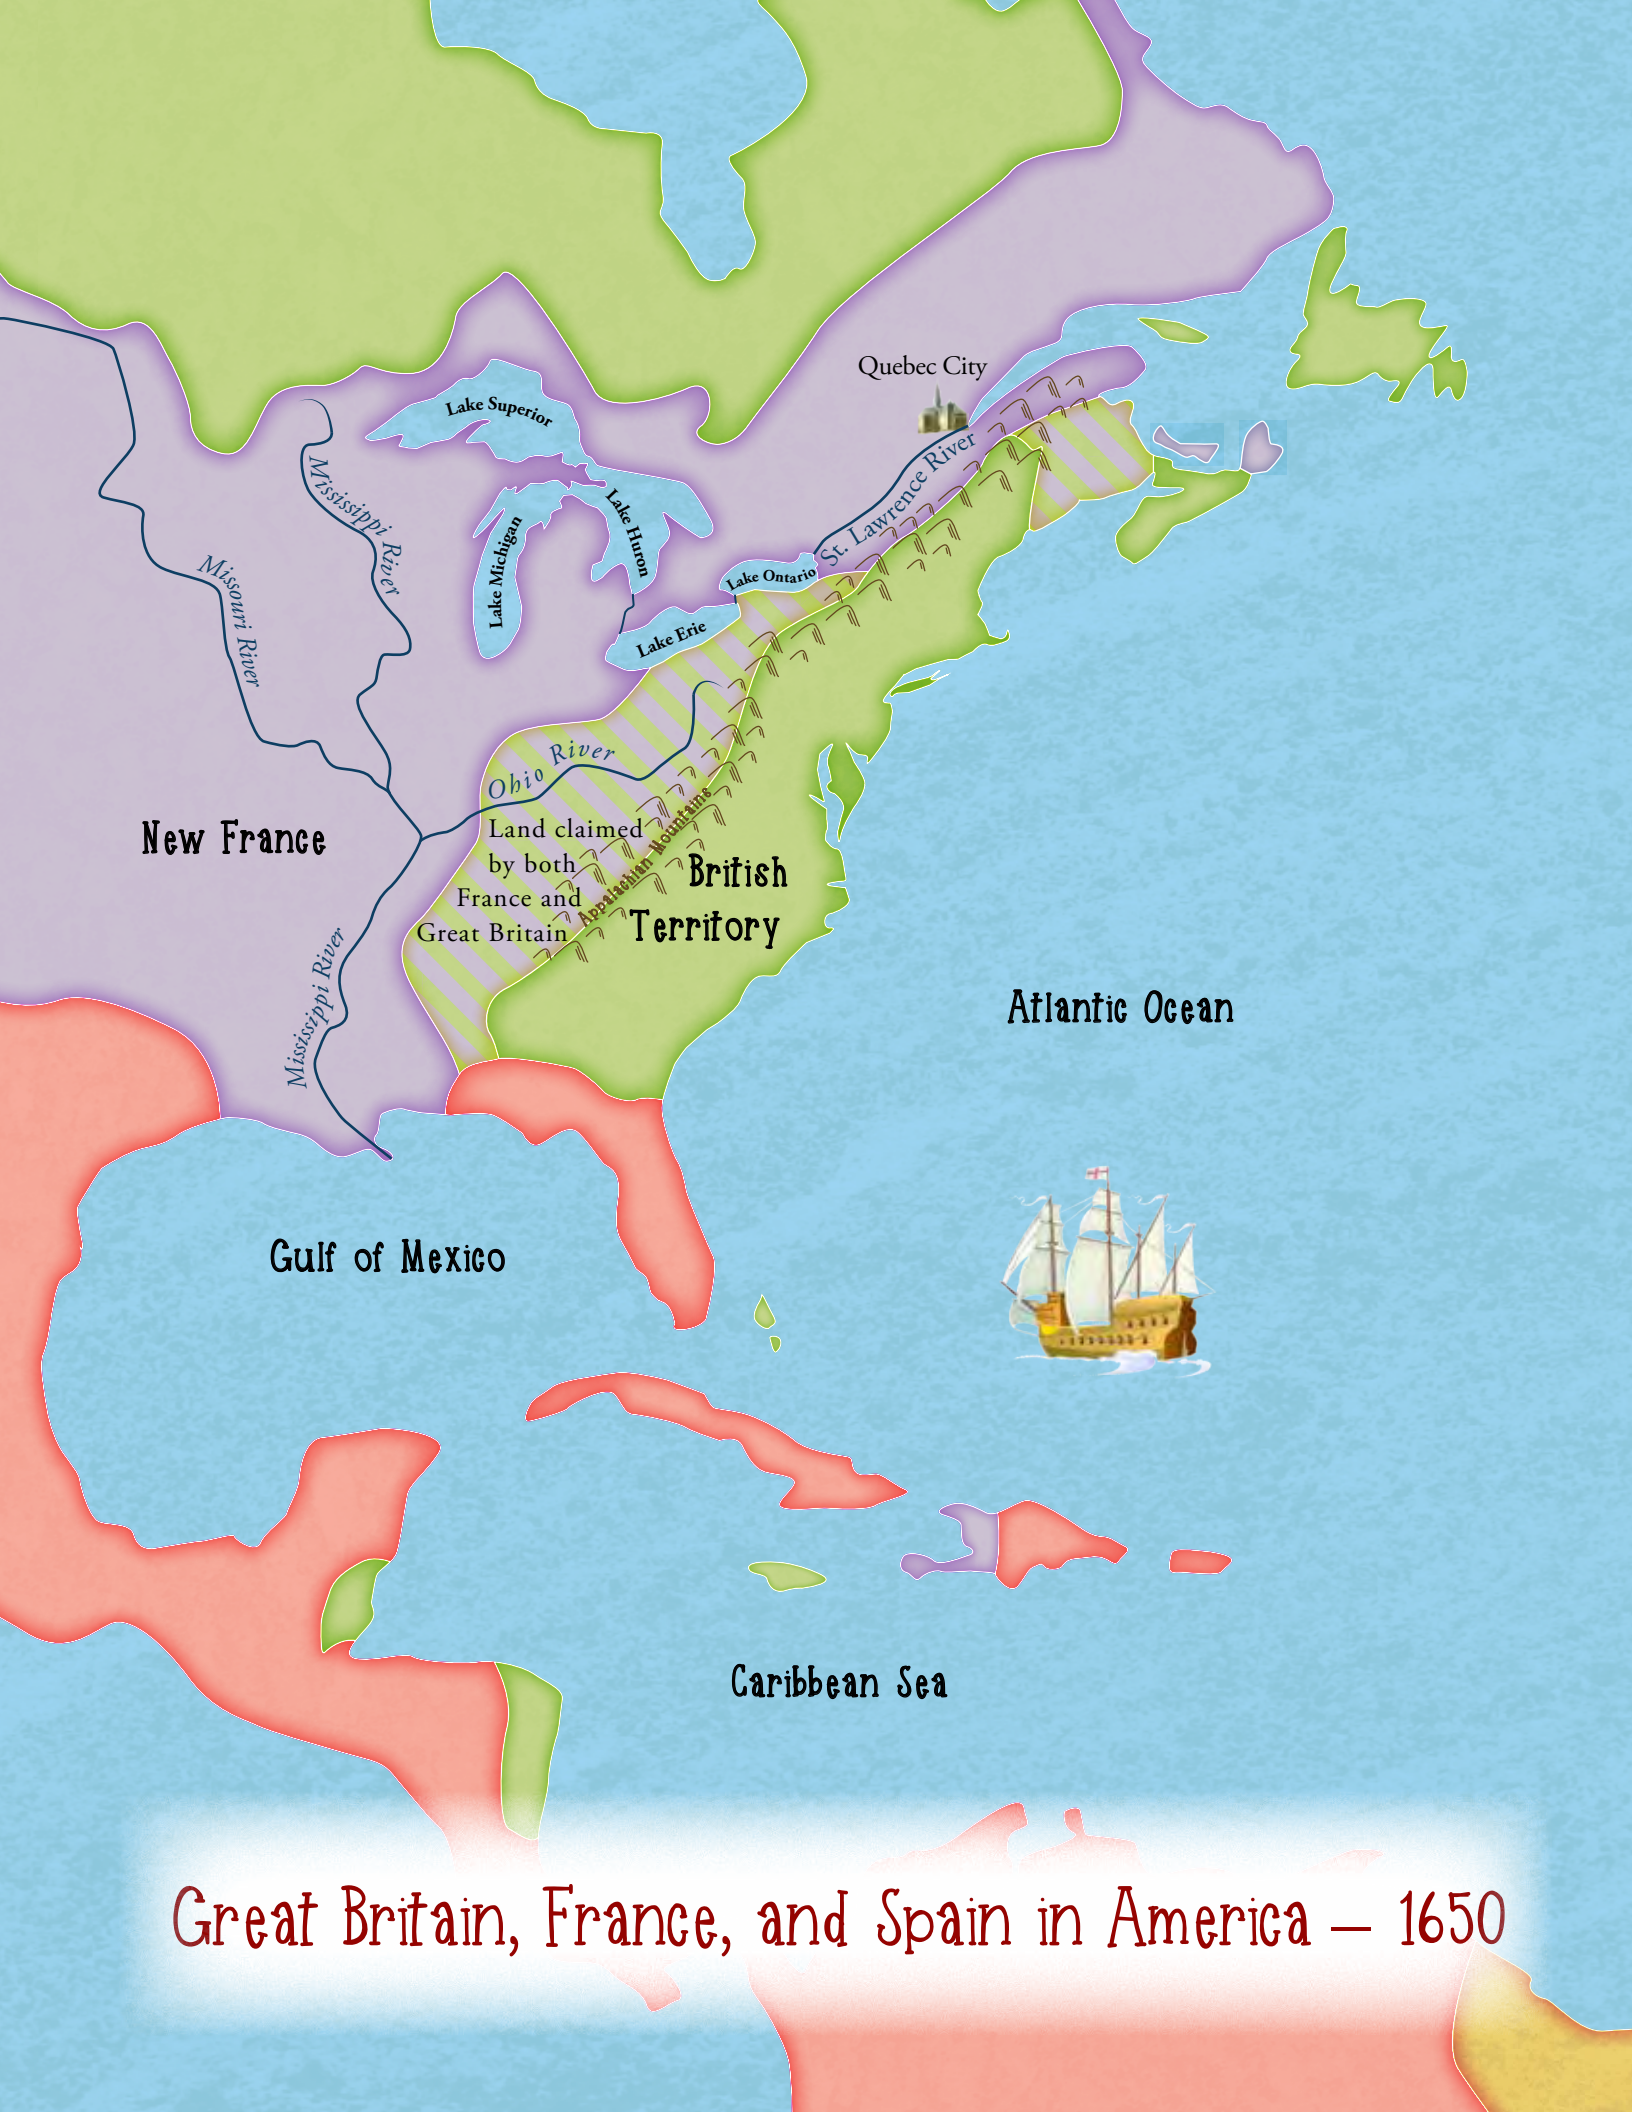 Quebec City
Lake Superior
St. Lawrence River
Mississippi River
Lake Huron
Lake Michigan
Missouri River
Lake Ontario
Lake Erie
Ohio River
New France
Land claimed
by both
France and
Great Britain
Appalachian Mountains
British
Territory
Mississippi River
Atlantic Ocean
Gulf of Mexico
Caribbean Sea
Great Britain, France, and Spain in America – 1650